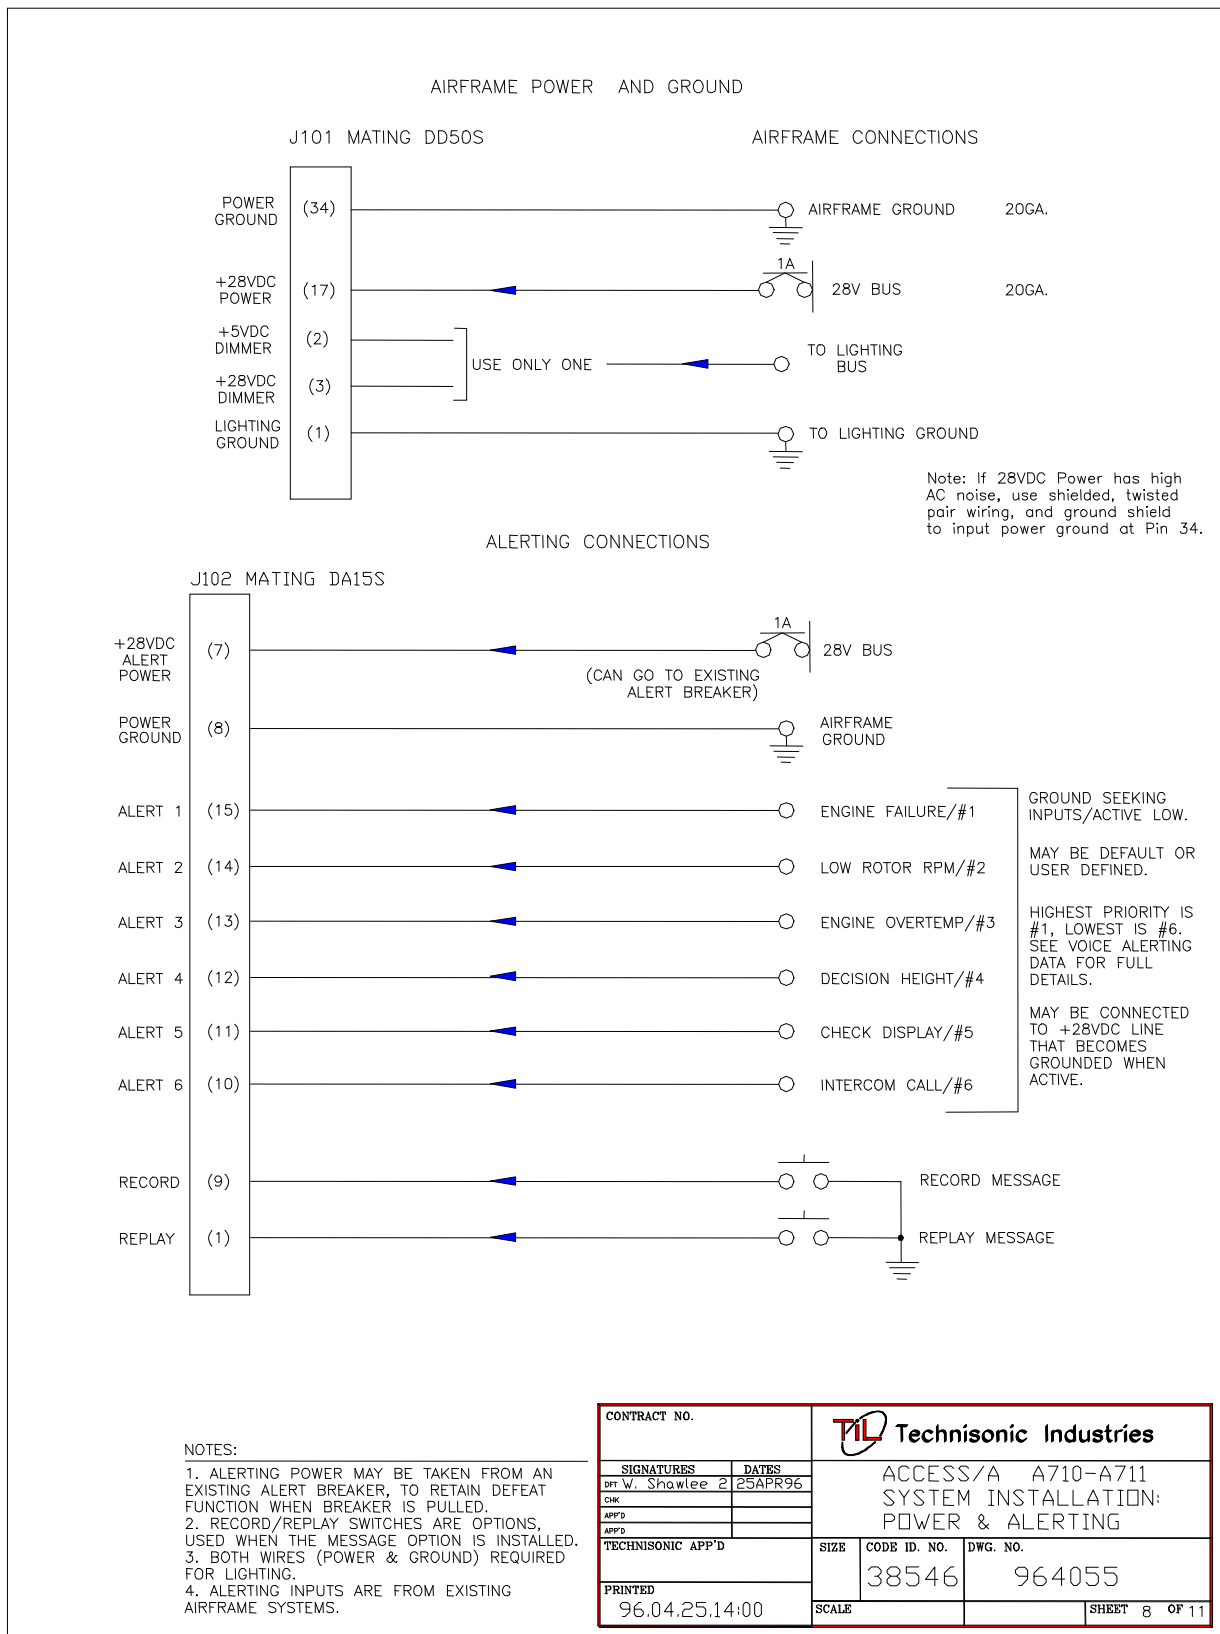 AIRFRAME POWER AND GROUND
J101 MATING DD50S
AIRFRAME CONNECTIONS
POWER
GROUND
(34)
AIRFRAME GROUND
20GA.
+28VDC
POWER
(17)
1A
28V BUS
20GA.
+5VDC
DIMMER
(2)
USE ONLY ONE
TO LIGHTING
BUS
+28VDC
DIMMER
(3)
LIGHTING
GROUND
(1)
TO LIGHTING GROUND
Note: If 28VDC Power has high
AC noise, use shielded, twisted
pair wiring, and ground shield
to input power ground at Pin 34.
ALERTING CONNECTIONS
J102 MATING DA15S
+28VDC
ALERT
POWER
(7)
1A
28V BUS
(CAN GO TO EXISTING
ALERT BREAKER)
POWER
GROUND
(8)
AIRFRAME
GROUND
ALERT 1
(15)
ENGINE FAILURE/#1
ALERT 2
(14)
LOW ROTOR RPM/#2
ALERT 3
(13)
ENGINE OVERTEMP/#3
ALERT 4
(12)
DECISION HEIGHT/#4
ALERT 5
(11)
CHECK DISPLAY/#5
ALERT 6
(10)
INTERCOM CALL/#6
GROUND SEEKING
INPUTS/ACTIVE LOW.
MAY BE DEFAULT OR
USER DEFINED.
HIGHEST PRIORITY IS
#1, LOWEST IS #6.
SEE VOICE ALERTING
DATA FOR FULL
DETAILS.
MAY BE CONNECTED
TO +28VDC LINE
THAT BECOMES
GROUNDED WHEN
ACTIVE.
RECORD
(9)
RECORD MESSAGE
REPLAY
(1)
REPLAY MESSAGE
NOTES:
1. ALERTING POWER MAY BE TAKEN FROM AN
EXISTING ALERT BREAKER, TO RETAIN DEFEAT
FUNCTION WHEN BREAKER IS PULLED.
2. RECORD/REPLAY SWITCHES ARE OPTIONS,
USED WHEN THE MESSAGE OPTION IS INSTALLED.
3. BOTH WIRES (POWER & GROUND) REQUIRED
FOR LIGHTING.
4. ALERTING INPUTS ARE FROM EXISTING
AIRFRAME SYSTEMS.
CONTRACT NO.
SIGNATURES DATES
DFT W. Shawlee 2 25APR96
CHK
APP'D
APP'D
TECHNISONIC APP'D
PRINTED
96.04.25.14:00
TiL Technisonic Industries
ACCESS/A A710-A711
SYSTEM INSTALLATION:
POWER & ALERTING
SIZE
CODE ID. NO.
38546
DWG. NO.
964055
SCALE
SHEET 8 OF 11